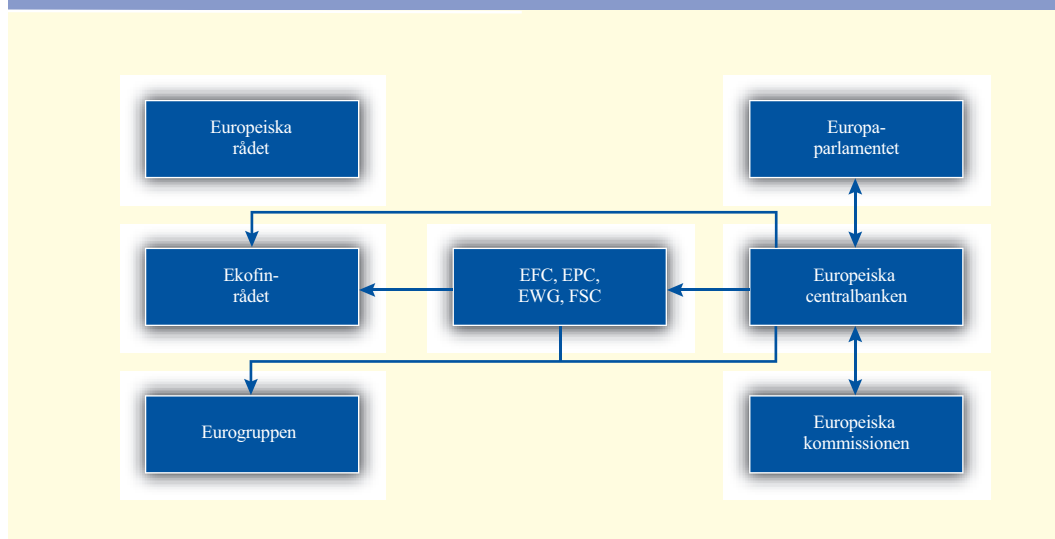 Europeiska
rådet
Europa-
parlamentet
Ekofin-
rådet
EFC, EPC,
EWG, FSC
Europeiska
centralbanken
Eurogruppen
Europeiska
kommissionen